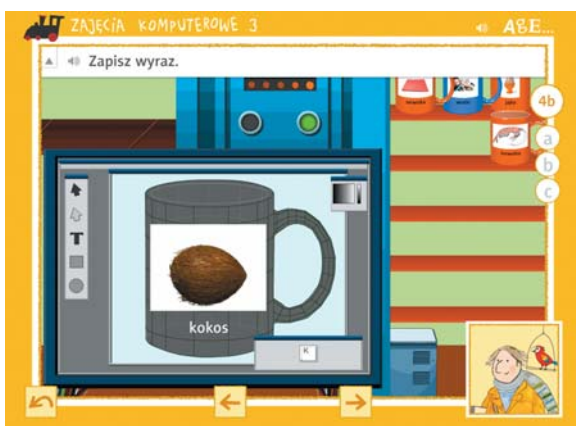 ZAJĘCIA KOMPUTEROWE 3
ABE...
Zapisz wyraz.
4b
a
b
c
T
kokos
K